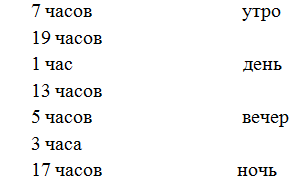 7 часов утро
19 часов
1 час день
13 часов
5 часов вечер
3 часа
17 часов ночь